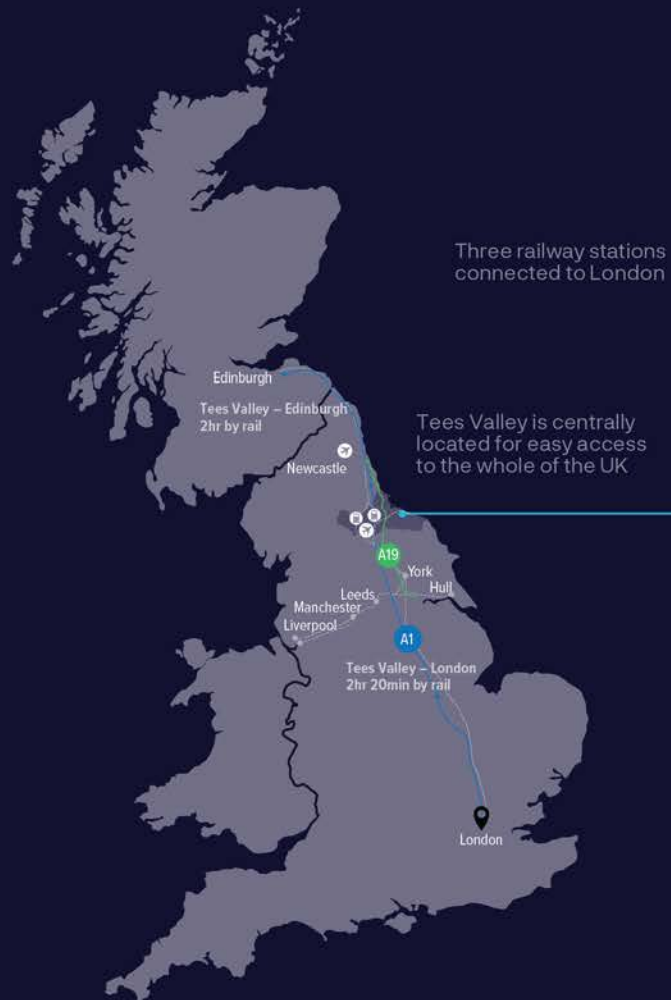 Three railway stations
connected to London
Edinburgh
Tees Valley – Edinburgh
2hr by rail
Tees Valley is centrally
located for easy access
to the whole of the UK
Newcastle
A19
York
Hull
Leeds
Manchester
Liverpool
A1
Tees Valley – London
2hr 20min by rail
London